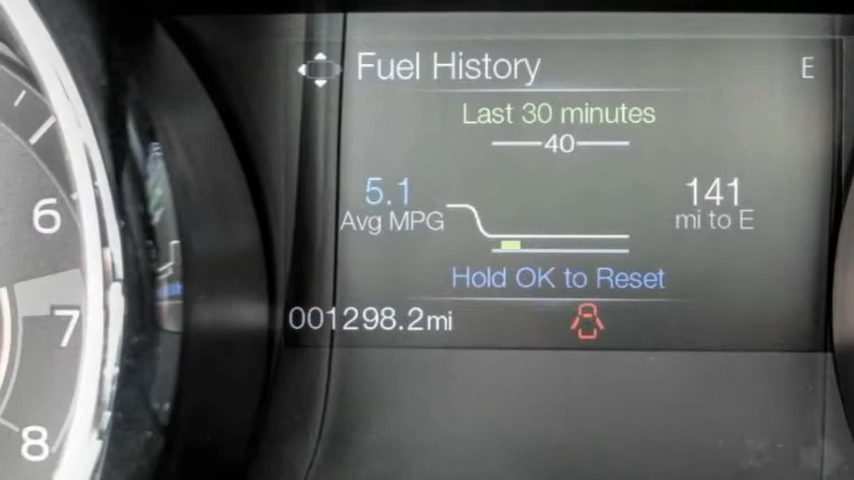 Fuel History
E
Last 30 minutes
40
5.1
Avg MPG
141
mi to E
Hold OK to Reset
001298.2mi
6
7
8